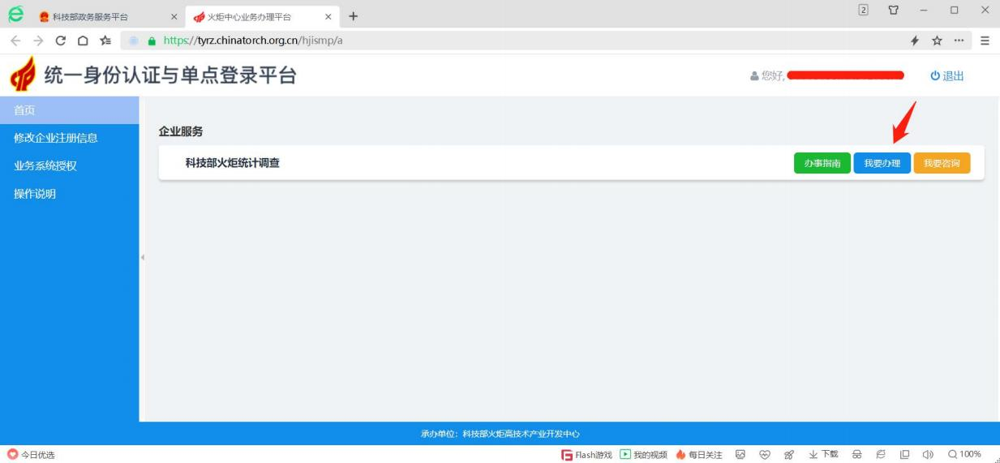 科技部政务服务平台
火炬中心业务办理平台
2
https://tyrz.chinatorch.org.cn/hjismp/a
统一身份认证与单点登录平台
您好,
退出
首页
修改企业注册信息
业务系统授权
操作说明
企业服务
科技部火炬统计调查
办事指南
我要办理
我要咨询
承办单位：科技部火炬高技术产业开发中心
今日优选
Flash游戏
我的视频
每日关注
下载
100%